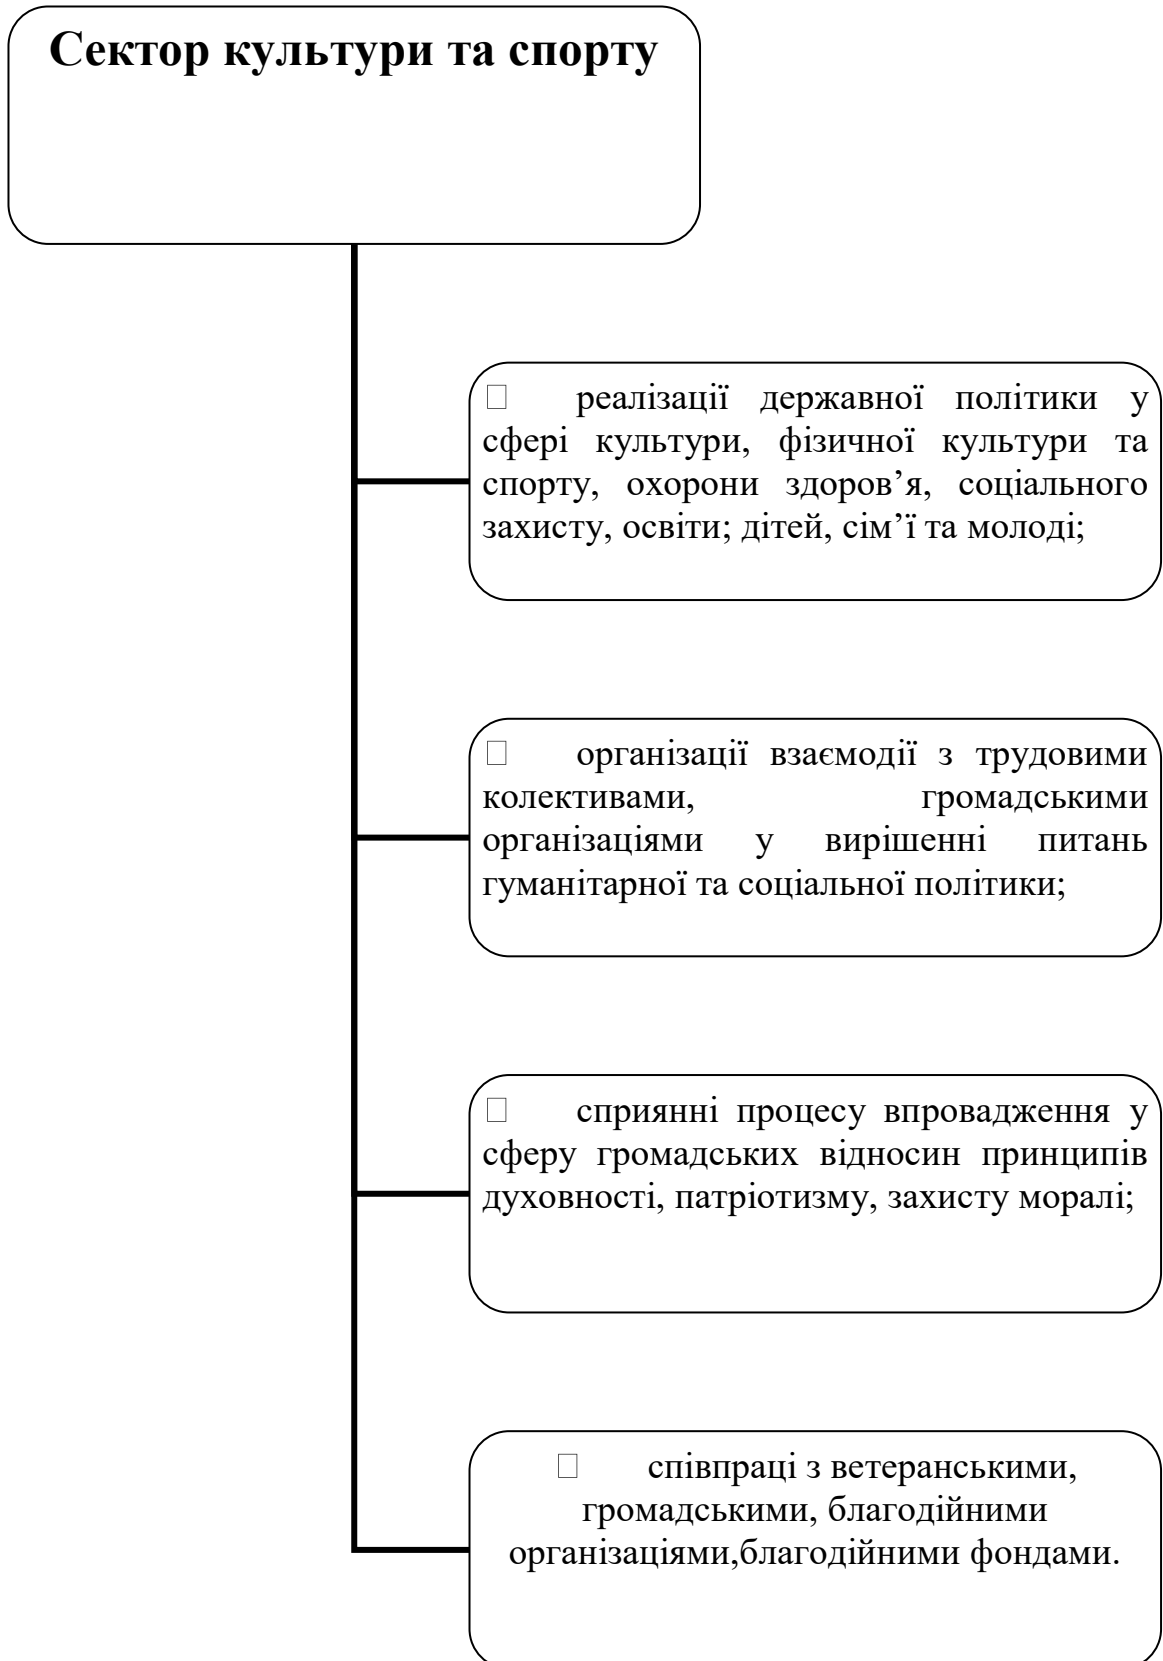 Сектор культури та спорту
реалізації державної політики у
сфері культури, фізичної культури та
спорту, охорони здоров’я, соціального
захисту, освіти; дітей, сім’ї та молоді;
організації взаємодії з трудовими
колективами, громадськими
організаціями у вирішенні питань
гуманітарної та соціальної політики;
сприянні процесу впровадження у
сферу громадських відносин принципів
духовності, патріотизму, захисту моралі;
співпраці з ветеранськими,
громадськими, благодійними
організаціями,благодійними фондами.